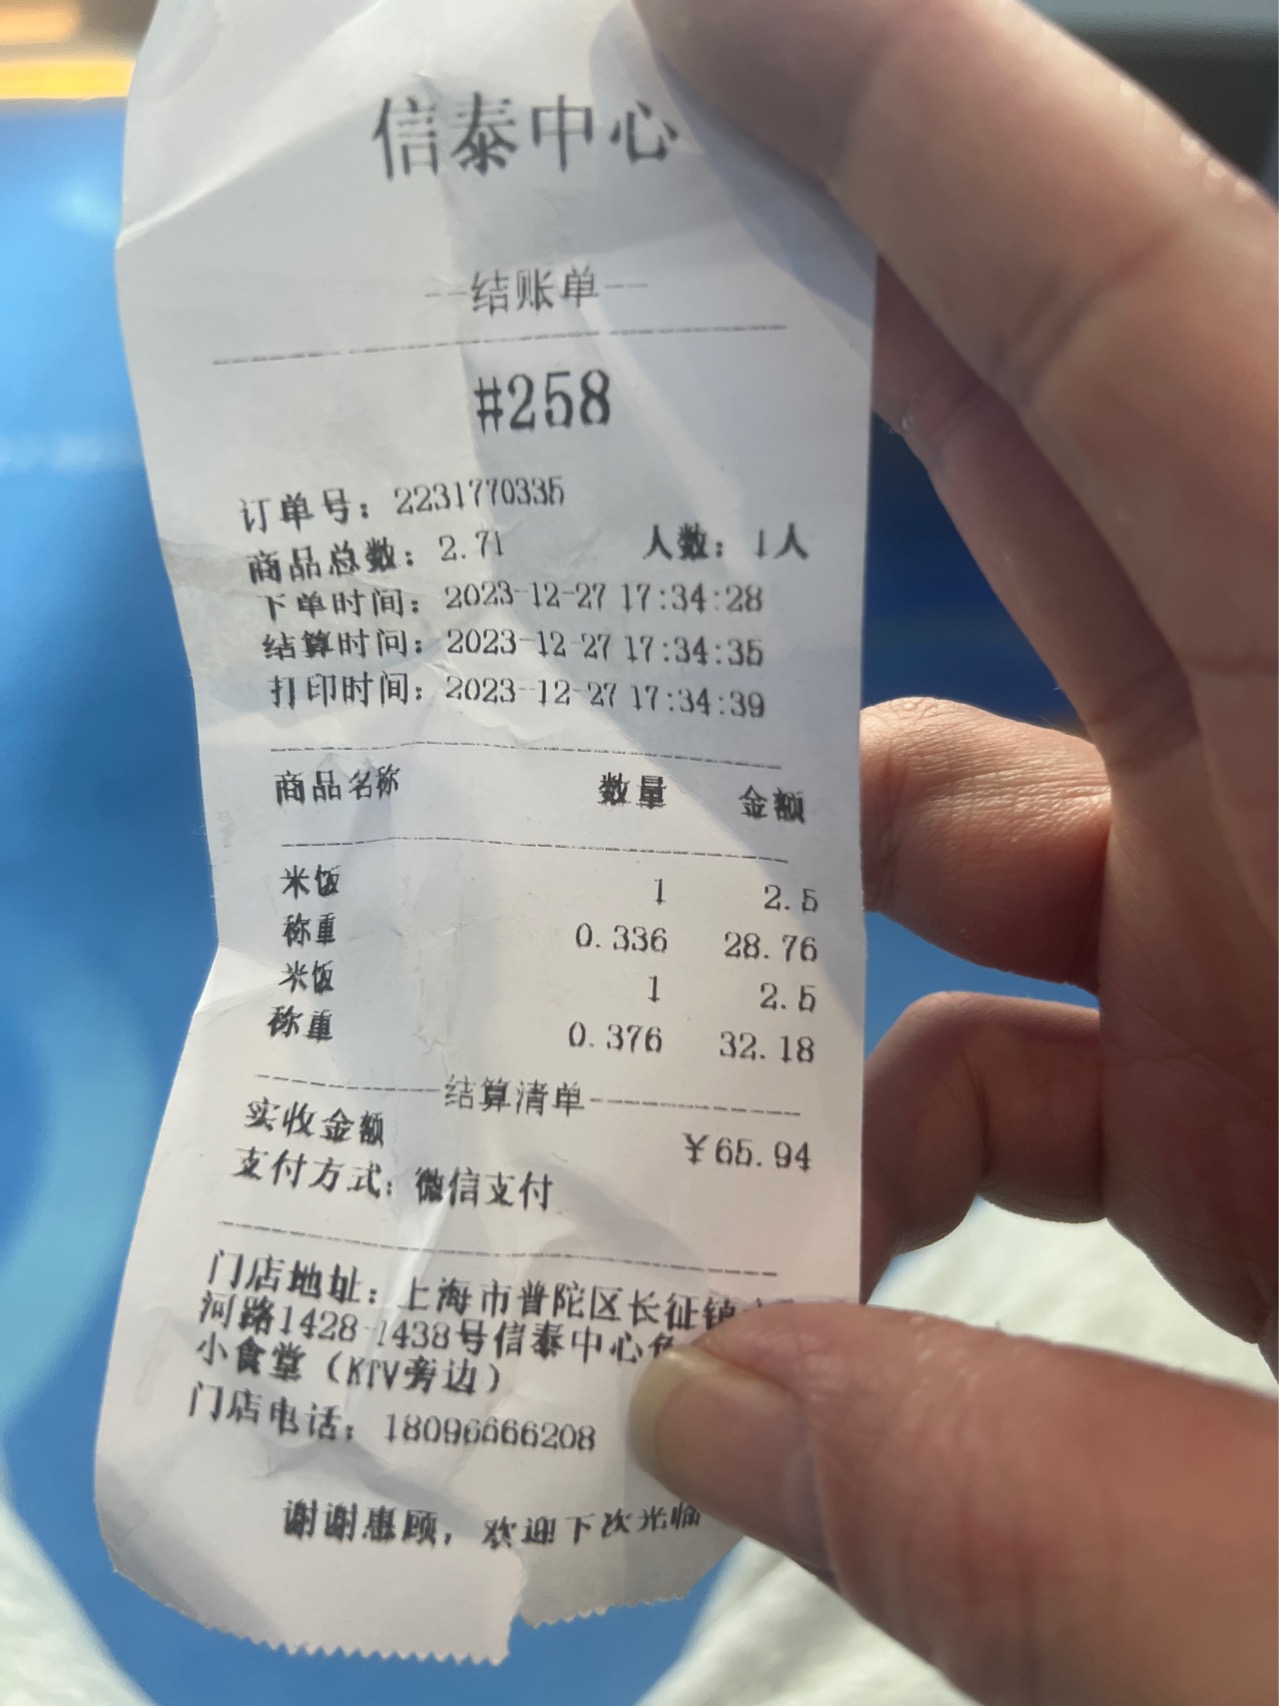 信泰中心
--结账单--
#258
订单号：2231770335
商品总数：2.71 人数：1人
下单时间：2023-12-27 17:34:28
结算时间：2023-12-27 17:34:35
打印时间：2023-12-27 17:34:39
商品名称 数量 金额
米饭 1 2.5
称重 0.336 28.76
米饭 1 2.5
称重 0.376 32.18
结算清单
实收金额 ¥65.94
支付方式：微信支付
门店地址：上海市普陀区长征镇
河路1428-1438号信泰中心
小食堂（KTV旁边）
门店电话：18096666208
谢谢惠顾，欢迎下次光临